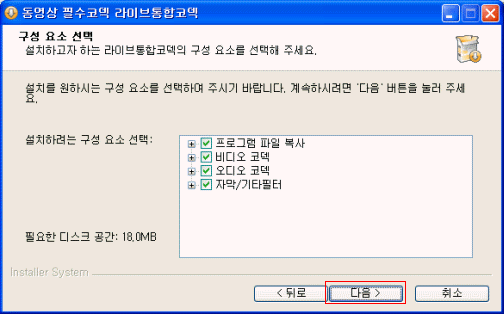 동영상 필수코덱 라이브통합코덱
구성 요소 선택
설치하고자 하는 라이브통합코덱의 구성 요소를 선택해 주세요.
설치를 원하시는 구성 요소를 선택하여 주시기 바랍니다. 계속하시려면 '다음' 버튼을 눌러 주세
요.
설치하려는 구성 요소 선택:
프로그램 파일 복사
비디오 코덱
오디오 코덱
자막/기타필터
필요한 디스크 공간: 18.0MB
Installer System
< 뒤로
다음 >
취소